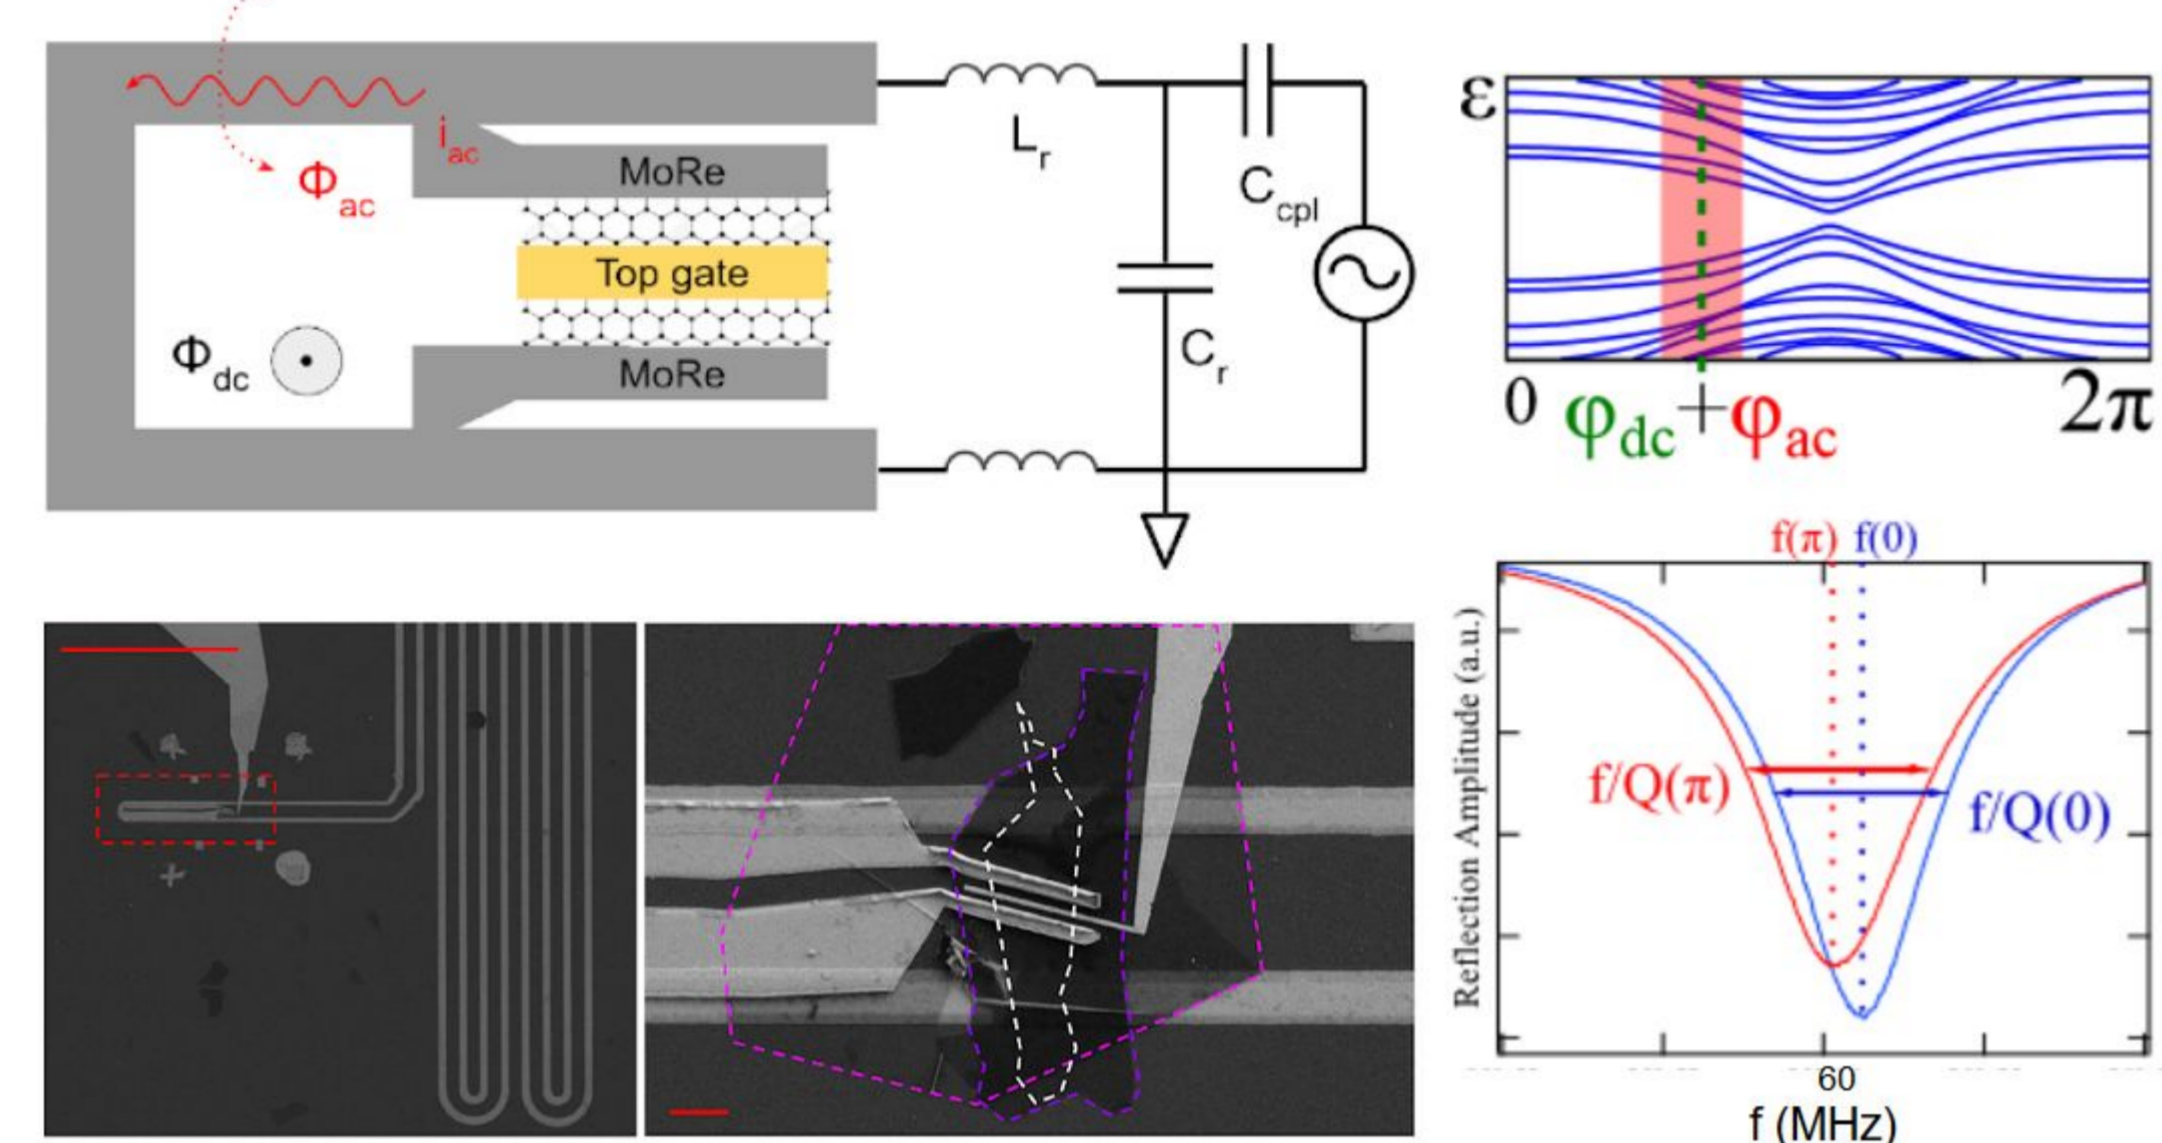 i_ac
Φ_ac
MoRe
Top gate
MoRe
Φ_dc
L_r
C_cpl
C_r
ε
0
2π
φ_dc+φ_ac
f(π) f(0)
Reflection Amplitude (a.u.)
f/Q(π)
f/Q(0)
60
f (MHz)